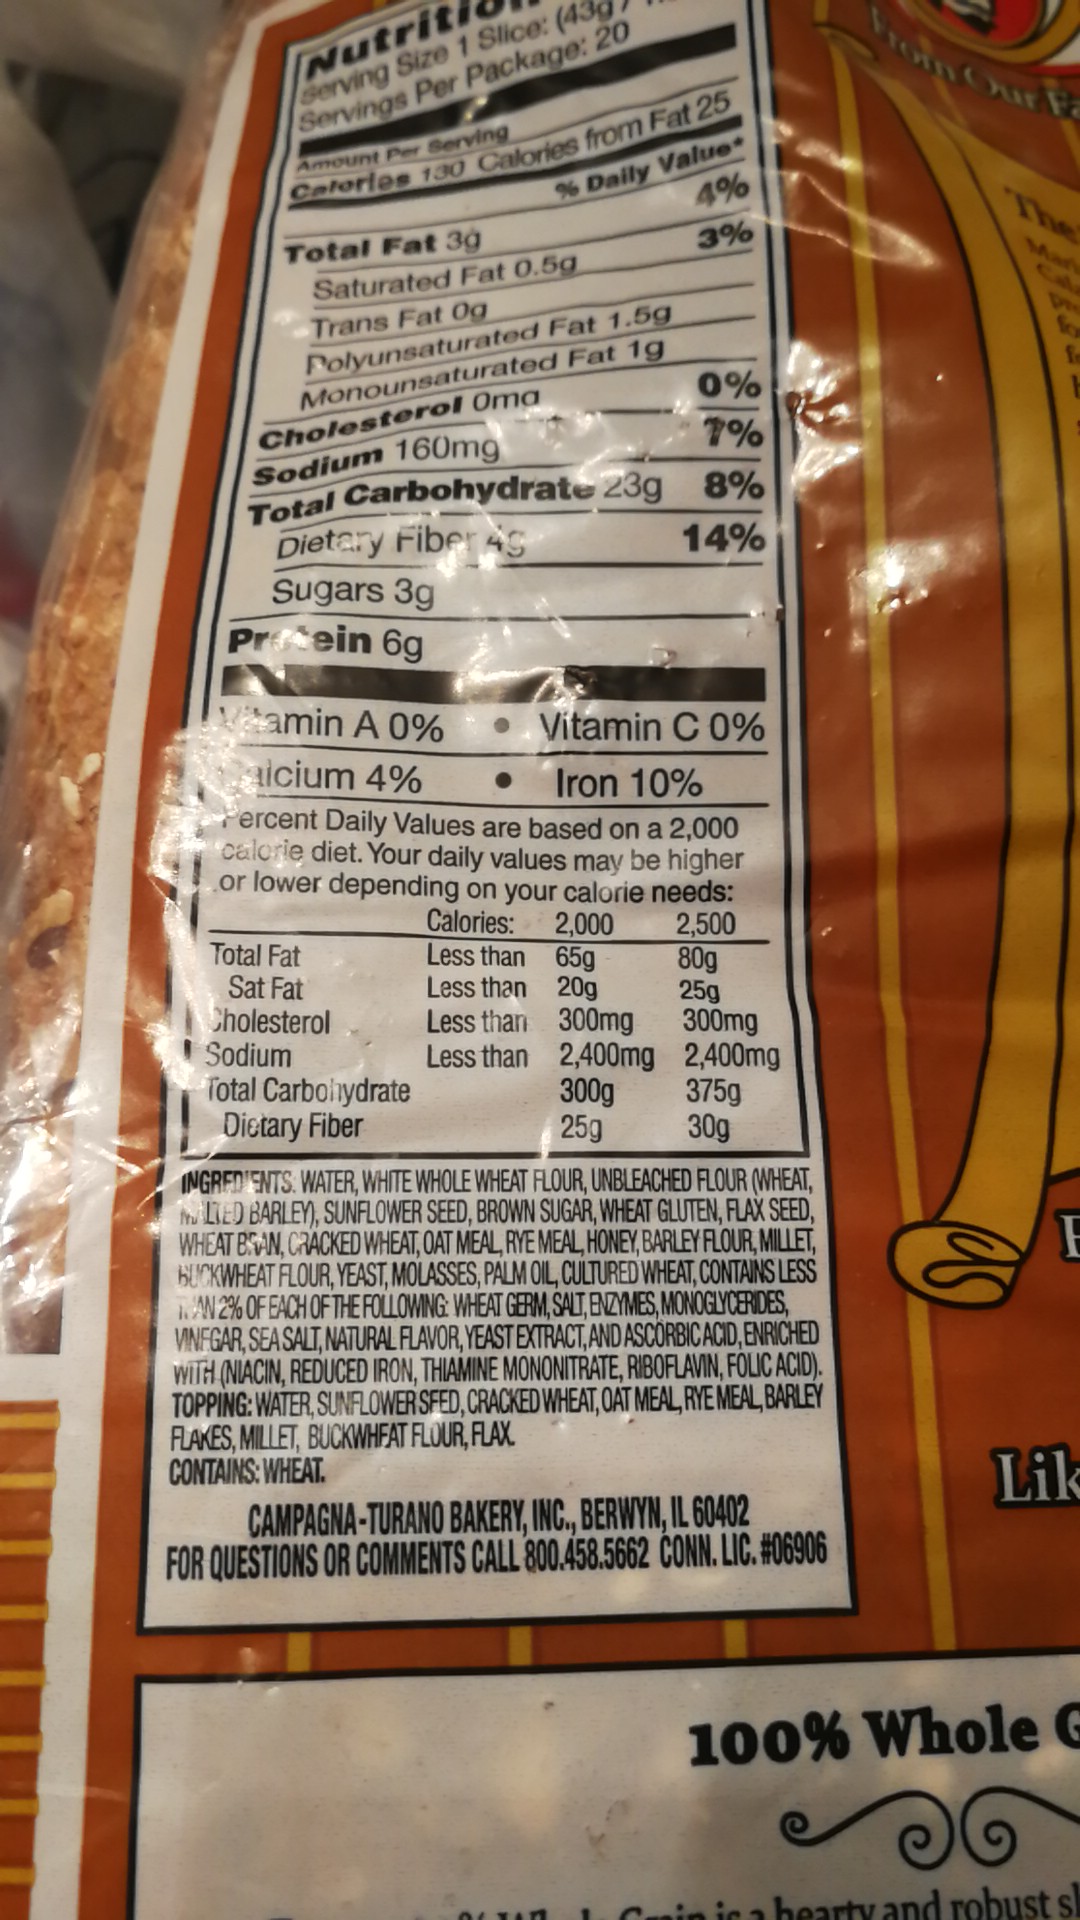 Nutrition
Serving Size 1 Slice: (43g /
Servings Per Package: 20
Amount Per Serving
Calories 130 Calories from Fat 25
% Daily Value*
Total Fat 3g 4%
Saturated Fat 0.5g 3%
Trans Fat 0g
Polyunsaturated Fat 1.5g
Monounsaturated Fat 1g
Cholesterol 0mg 0%
Sodium 160mg 7%
Total Carbohydrate 23g 8%
Dietary Fiber 4g 14%
Sugars 3g
Protein 6g
Vitamin A 0% • Vitamin C 0%
Calcium 4% • Iron 10%
Percent Daily Values are based on a 2,000
calorie diet. Your daily values may be higher
or lower depending on your calorie needs:
Calories: 2,000 2,500
Total Fat Less than 65g 80g
Sat Fat Less than 20g 25g
Cholesterol Less than 300mg 300mg
Sodium Less than 2,400mg 2,400mg
Total Carbohydrate 300g 375g
Dietary Fiber 25g 30g
INGREDIENTS: WATER, WHITE WHOLE WHEAT FLOUR, UNBLEACHED FLOUR (WHEAT,
MALTED BARLEY), SUNFLOWER SEED, BROWN SUGAR, WHEAT GLUTEN, FLAX SEED,
WHEAT BRAN, CRACKED WHEAT, OAT MEAL, RYE MEAL, HONEY, BARLEY FLOUR, MILLET,
BUCKWHEAT FLOUR, YEAST, MOLASSES, PALM OIL, CULTURED WHEAT, CONTAINS LESS
THAN 2% OF EACH OF THE FOLLOWING: WHEAT GERM, SALT, ENZYMES, MONOGLYCERIDES,
VINEGAR, SEA SALT, NATURAL FLAVOR, YEAST EXTRACT, AND ASCORBIC ACID, ENRICHED
WITH (NIACIN, REDUCED IRON, THIAMINE MONONITRATE, RIBOFLAVIN, FOLIC ACID).
TOPPING: WATER, SUNFLOWER SEED, CRACKED WHEAT, OAT MEAL, RYE MEAL, BARLEY
FLAKES, MILLET, BUCKWHEAT FLOUR, FLAX.
CONTAINS: WHEAT.
CAMPAGNA-TURANO BAKERY, INC., BERWYN, IL 60402
FOR QUESTIONS OR COMMENTS CALL 800.458.5662 CONN. LIC. #06906
From Our
The
Lik
100% Whole G
Grain is a hearty and robust